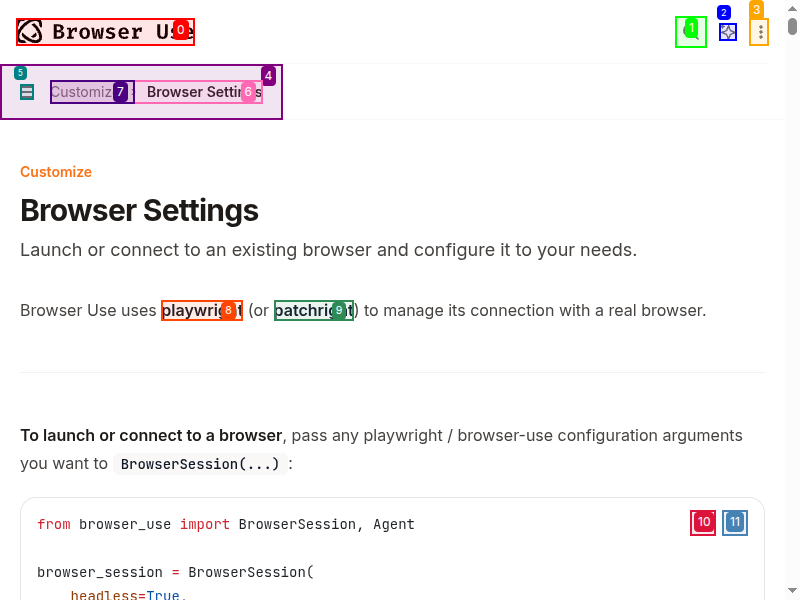 Browser Use
0
1
2
3
4
5
Customiz 7 Browser Settings 6
Customize
Browser Settings
Launch or connect to an existing browser and configure it to your needs.
Browser Use uses playwright 8 (or patchright 9) to manage its connection with a real browser.
To launch or connect to a browser, pass any playwright / browser-use configuration arguments
you want to BrowserSession(...) :
from browser_use import BrowserSession, Agent
10 11
browser_session = BrowserSession(
headless=True,